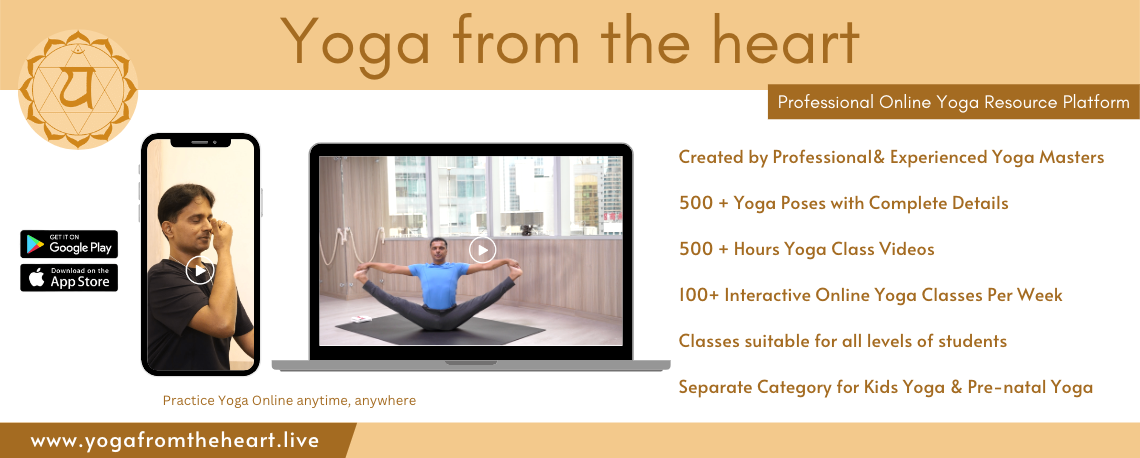 Yoga from the heart
Professional Online Yoga Resource Platform
यं
Created by Professional& Experienced Yoga Masters
500 + Yoga Poses with Complete Details
500 + Hours Yoga Class Videos
100+ Interactive Online Yoga Classes Per Week
Classes suitable for all levels of students
Separate Category for Kids Yoga & Pre-natal Yoga
GET IT ON
Google Play
Download on the
App Store
Practice Yoga Online anytime, anywhere
www.yogafromtheheart.live